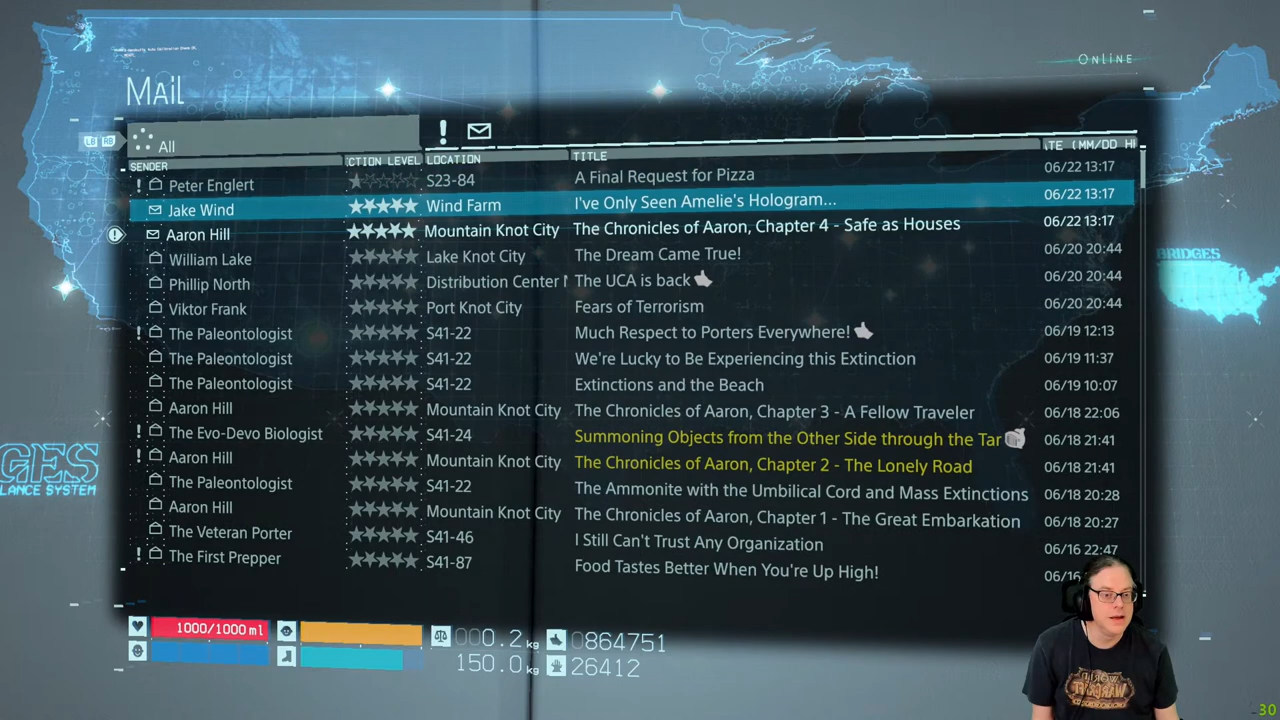 ONLINE
MAIL
LB RB All
SENDER CTION LEVEL LOCATION TITLE TE (MM/DD H
! Peter Englert S23-84 A Final Request for Pizza 06/22 13:17
Jake Wind Wind Farm I've Only Seen Amelie's Hologram... 06/22 13:17
Aaron Hill Mountain Knot City The Chronicles of Aaron, Chapter 4 - Safe as Houses 06/22 13:17
William Lake Lake Knot City The Dream Came True! 06/20 20:44
Phillip North Distribution Center The UCA is back 06/20 20:44
Viktor Frank Port Knot City Fears of Terrorism 06/20 20:44
! The Paleontologist S41-22 Much Respect to Porters Everywhere! 06/19 12:13
The Paleontologist S41-22 We're Lucky to Be Experiencing this Extinction 06/19 11:37
The Paleontologist S41-22 Extinctions and the Beach 06/19 10:07
Aaron Hill Mountain Knot City The Chronicles of Aaron, Chapter 3 - A Fellow Traveler 06/18 22:06
! The Evo-Devo Biologist S41-24 Summoning Objects from the Other Side through the Tar 06/18 21:41
! Aaron Hill Mountain Knot City The Chronicles of Aaron, Chapter 2 - The Lonely Road 06/18 21:41
The Paleontologist S41-22 The Ammonite with the Umbilical Cord and Mass Extinctions 06/18 20:28
Aaron Hill Mountain Knot City The Chronicles of Aaron, Chapter 1 - The Great Embarkation 06/18 20:27
The Veteran Porter S41-46 I Still Can't Trust Any Organization 06/16 22:47
! The First Prepper S41-87 Food Tastes Better When You're Up High! 06/16
BRIDGES
GES
LANCE SYSTEM
1000/1000 ml 000.2 kg 0864751
150.0 kg 26412
WORLD
WARCRAFT
30